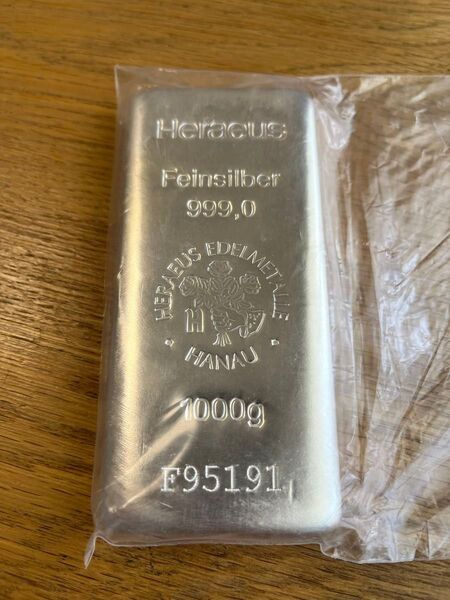 Heraeus
Feinsilber
999,0
HERAEUS EDELMETALLE
H
HANAU
1000g
F95191